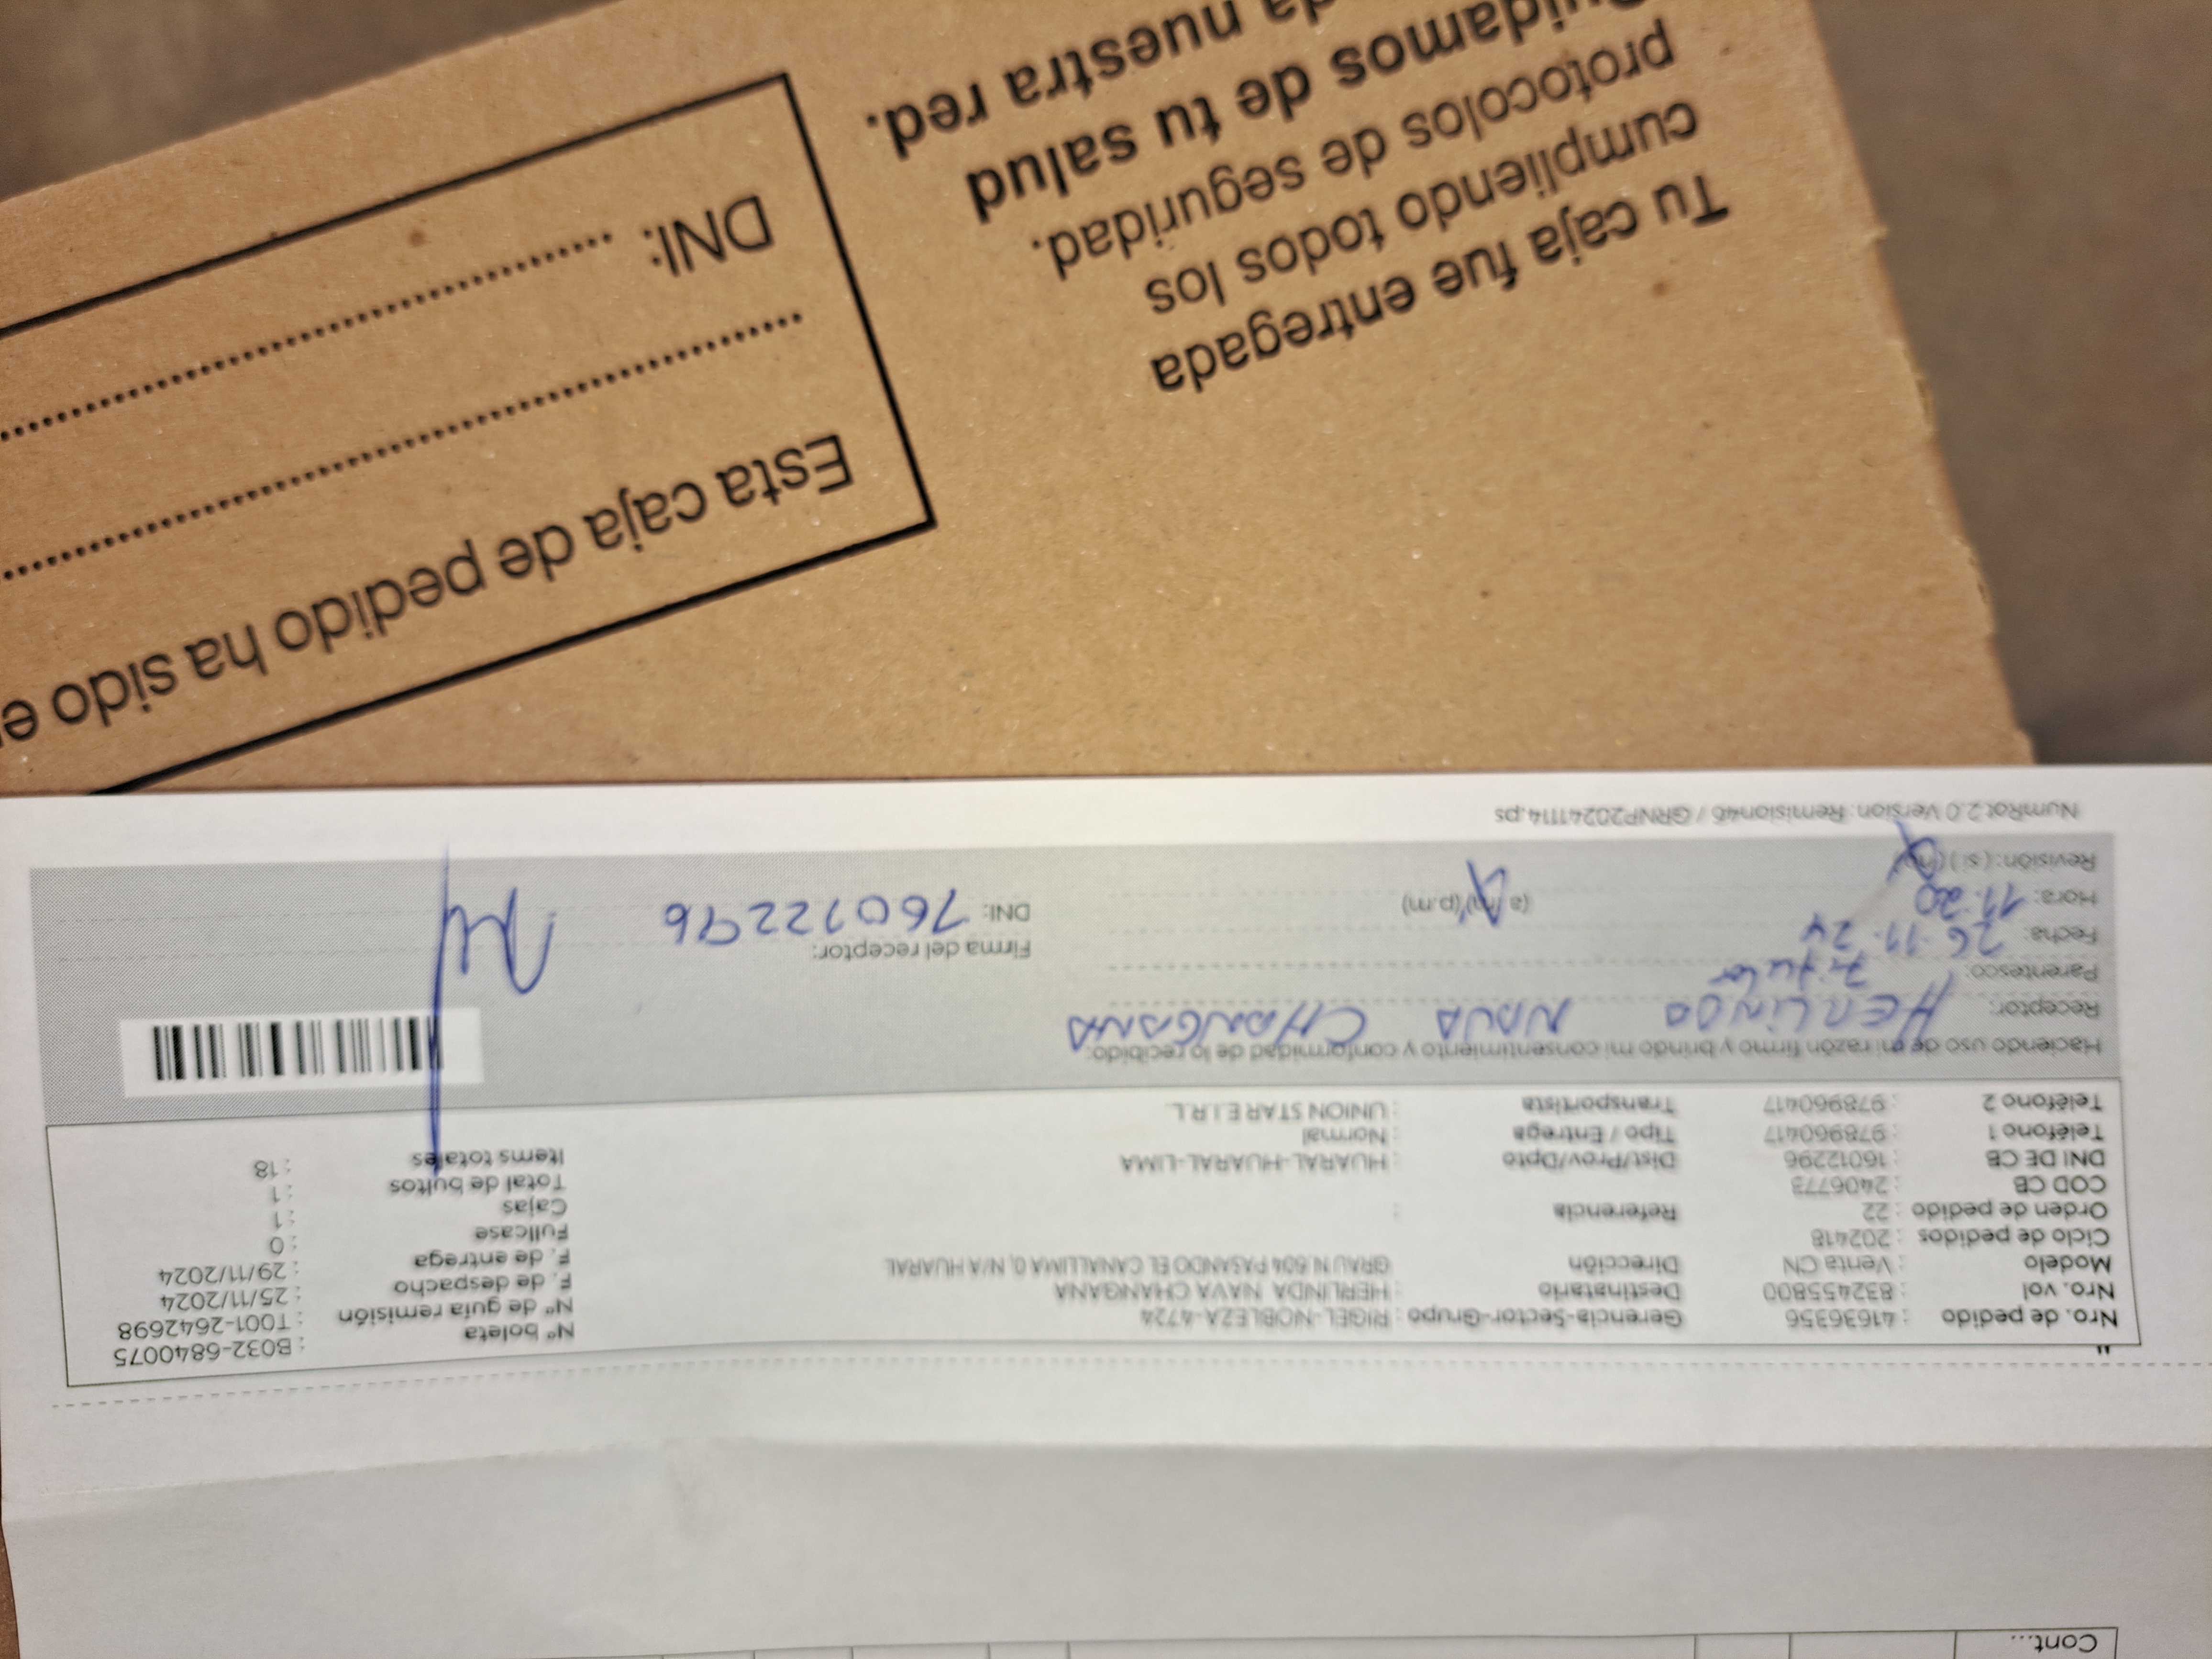 Cont...
"
Nro. de pedido : 41636356 Gerencia-Sector-Grupo : RIGEL-NOBLEZA-4724 Nº boleta : B032-6840075
Nro. vol : 832455800 Destinatario : HERLINDA NAVA CHANGANA Nº de guía remisión : T001-2642698
Modelo : Venta CN Dirección : GRAU N.604 PASANDO EL CANAL LIMA 0, N/A HUARAL F. de despacho : 25/11/2024
Ciclo de pedidos : 202418 F. de entrega : 29/11/2024
Orden de pedido : 22 Referencia : Fullcase : 0
COD CB : 2406773 Cajas : 1
DNI DE CB : 16012296 Dist/Prov/Dpto : HUARAL-HUARAL-LIMA Total de bultos : 1
Teléfono 1 : 978960417 Tipo / Entrega : Normal Items totales : 18
Teléfono 2 : 978960417 Transportista : UNION STAR E.I.R.L.
Haciendo uso de mi razón firmo y brindo mi consentimiento y conformidad de lo recibido:
Receptor: HERLINDA NAVA CHANGANA
Parentesco: Titular
Fecha: 26.11.24 Firma del receptor:
Hora: 11:20 (a.m) (p.m) DNI: 76012296
Revisión: ( si ) (no)
NumRot 2.0 Version: Remision46 / GRNP20241114.ps
Esta caja de pedido ha sido
DNI:
Tu caja fue entregada
cumpliendo todos los
protocolos de seguridad.
Cuidamos de tu salud
nuestra red.